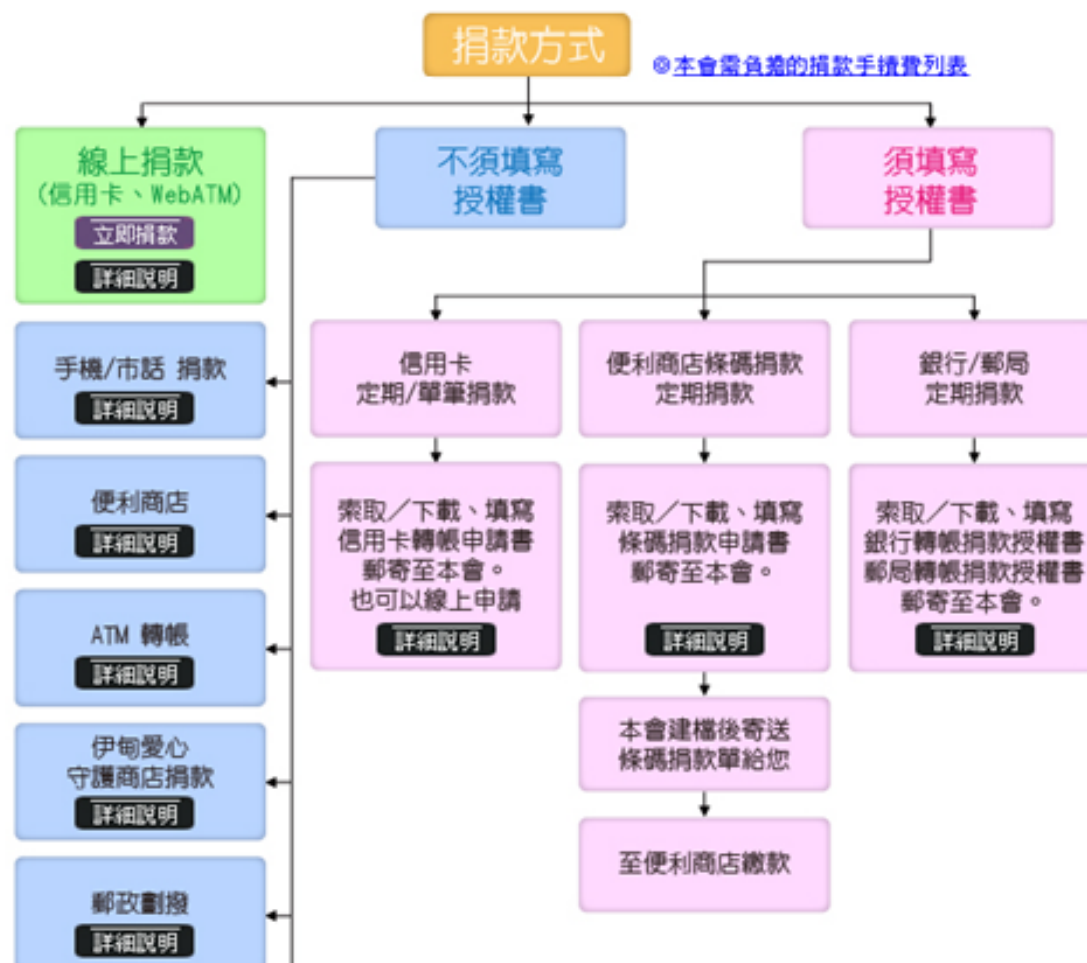 捐款方式
◎本會需負擔的捐款手續費列表
線上捐款
(信用卡、WebATM)
立即捐款
詳細說明
不須填寫
授權書
須填寫
授權書
手機/市話 捐款
詳細說明
便利商店
詳細說明
ATM 轉帳
詳細說明
伊甸愛心
守護商店捐款
詳細說明
郵政劃撥
詳細說明
信用卡
定期/單筆捐款
索取／下載、填寫
信用卡轉帳申請書
郵寄至本會。
也可以線上申請
詳細說明
便利商店條碼捐款
定期捐款
索取／下載、填寫
條碼捐款申請書
郵寄至本會。
詳細說明
本會建檔後寄送
條碼捐款單給您
至便利商店繳款
銀行/郵局
定期捐款
索取／下載、填寫
銀行轉帳捐款授權書
郵局轉帳捐款授權書
郵寄至本會。
詳細說明